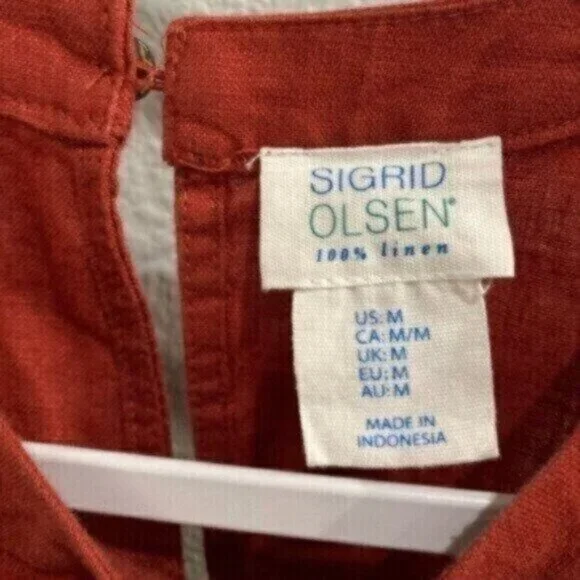 SIGRID
OLSEN®
100% linen
US: M
CA: M/M
UK: M
EU: M
AU: M
MADE IN
INDONESIA